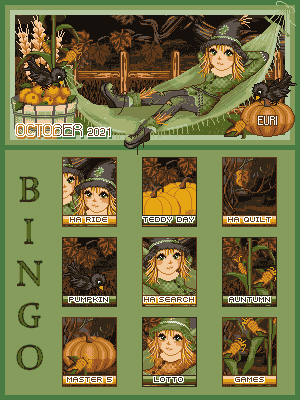 OCTOBER 2021
EURI
BINGO
HA RIDE
TEDDY DAY
HA QUILT
PUMPKIN
HA SEARCH
AUNTUMN
MASTER 5
LOTTO
GAMES